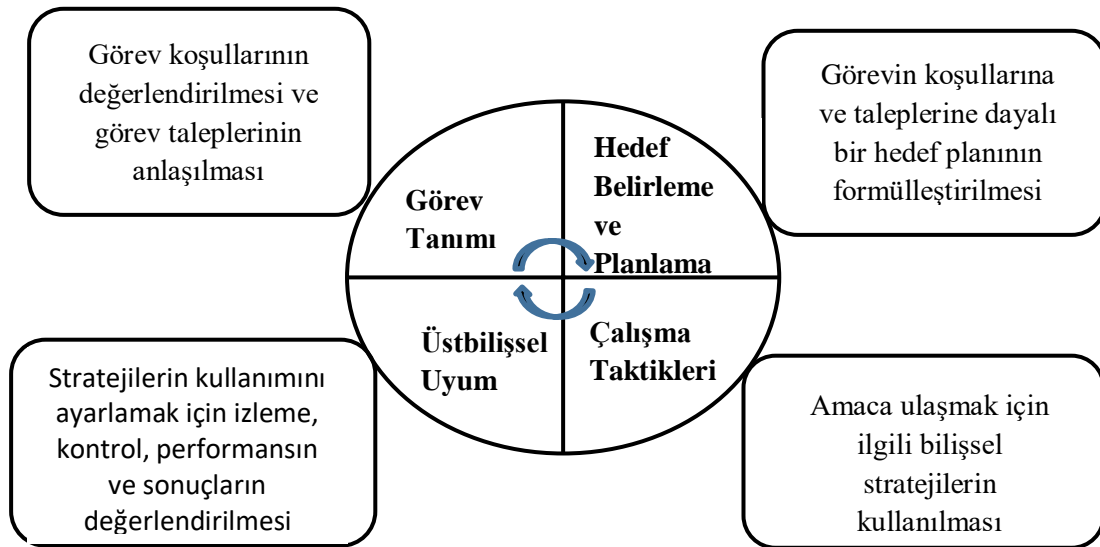 Görev koşullarının
değerlendirilmesi ve
görev taleplerinin
anlaşılması
Görevin koşullarına
ve taleplerine dayalı
bir hedef planının
formülleştirilmesi
Görev
Tanımı
Hedef
Belirleme
ve
Planlama
Üstbilişsel
Uyum
Çalışma
Taktikleri
Stratejilerin kullanımını
ayarlamak için izleme,
kontrol, performansın
ve sonuçların
değerlendirilmesi
Amaca ulaşmak için
ilgili bilişsel
stratejilerin
kullanılması